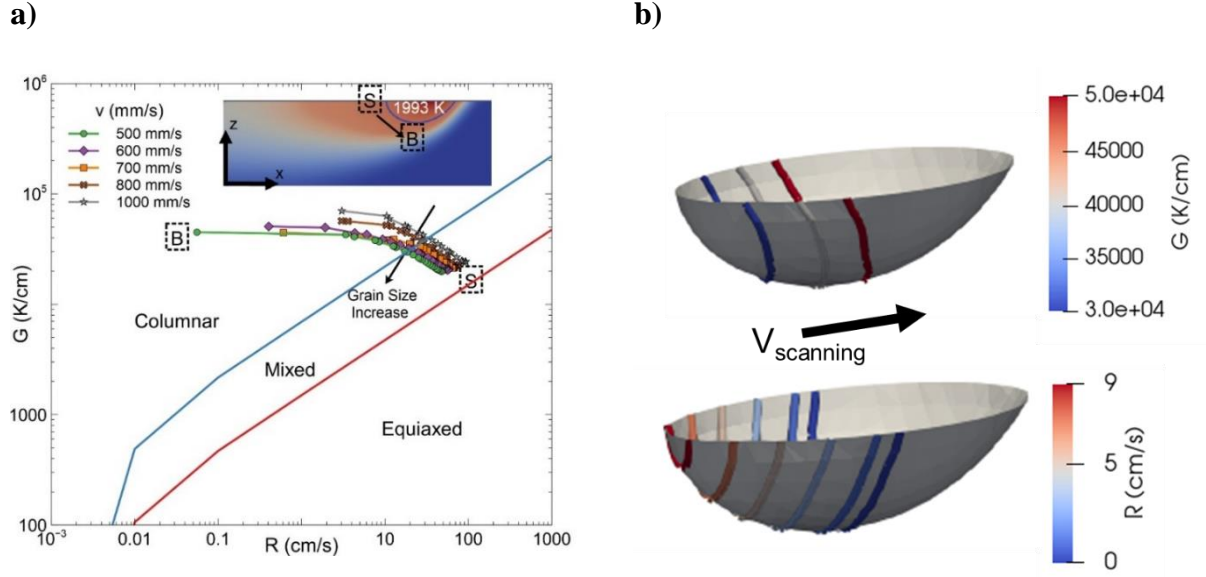 a)
b)
10⁶
10⁵
10⁴
1000
100
G (K/cm)
10⁻³
0.01
0.1
1
10
100
1000
R (cm/s)
v (mm/s)
500 mm/s
600 mm/s
700 mm/s
800 mm/s
1000 mm/s
z
x
S
1993 K
B
B
S
Grain Size
Increase
Columnar
Mixed
Equiaxed
5.0e+04
45000
40000
35000
3.0e+04
G (K/cm)
V scanning
9
5
0
R (cm/s)